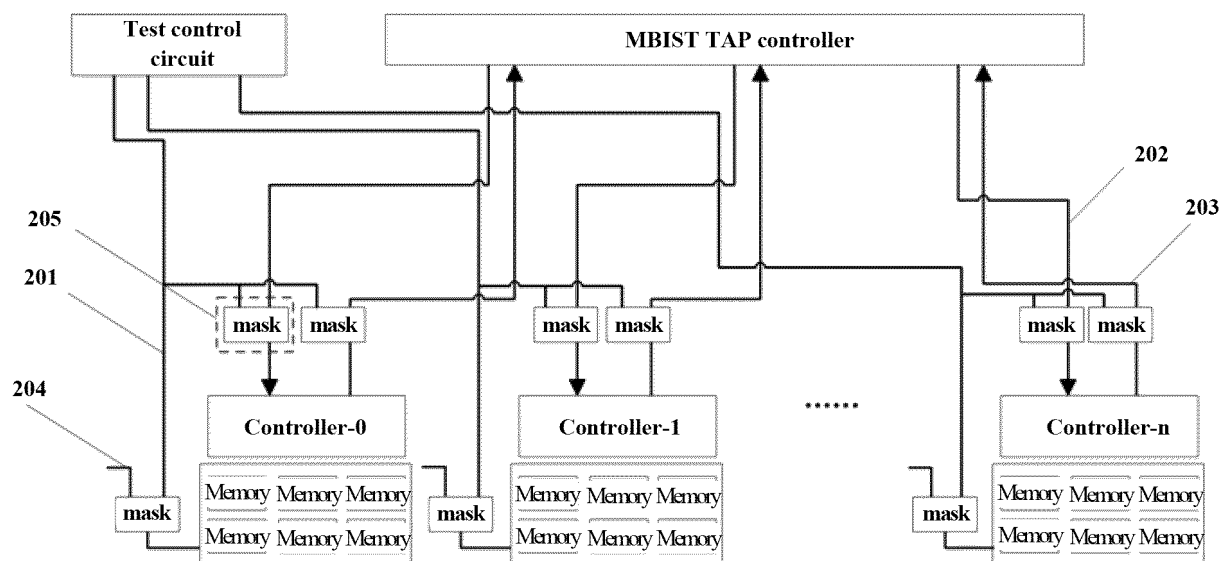 Test control
circuit
MBIST TAP controller
202
203
205
201
mask mask mask mask mask mask
204
Controller-0 Controller-1 ...... Controller-n
Memory Memory Memory Memory Memory Memory Memory Memory Memory
mask mask mask
Memory Memory Memory Memory Memory Memory Memory Memory Memory